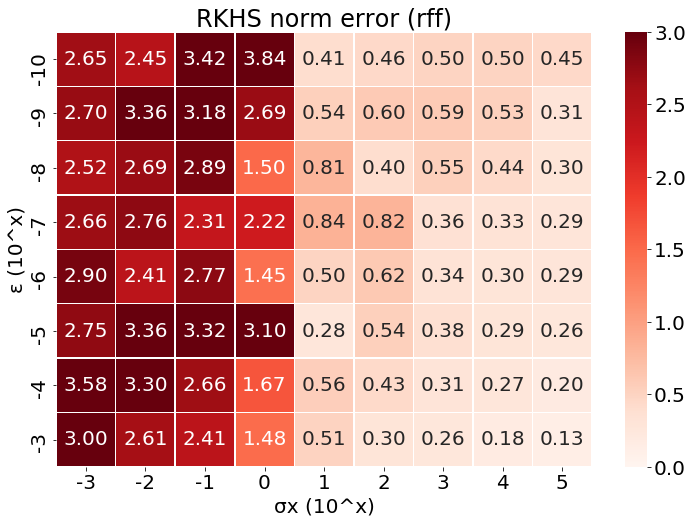 RKHS norm error (rff)
-10 2.65 2.45 3.42 3.84 0.41 0.46 0.50 0.50 0.45
-9 2.70 3.36 3.18 2.69 0.54 0.60 0.59 0.53 0.31
-8 2.52 2.69 2.89 1.50 0.81 0.40 0.55 0.44 0.30
-7 2.66 2.76 2.31 2.22 0.84 0.82 0.36 0.33 0.29
-6 2.90 2.41 2.77 1.45 0.50 0.62 0.34 0.30 0.29
-5 2.75 3.36 3.32 3.10 0.28 0.54 0.38 0.29 0.26
-4 3.58 3.30 2.66 1.67 0.56 0.43 0.31 0.27 0.20
-3 3.00 2.61 2.41 1.48 0.51 0.30 0.26 0.18 0.13
-3 -2 -1 0 1 2 3 4 5
σx (10^x)
ε (10^x)
3.0
2.5
2.0
1.5
1.0
0.5
0.0